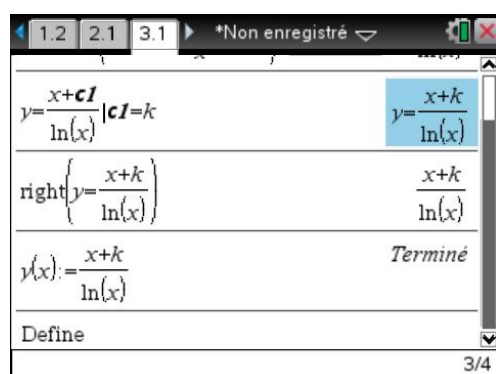 1.2 2.1 3.1 *Non enregistré
y=x+c1/ln(x)|c1=k y=x+k/ln(x)
right(y=x+k/ln(x)) x+k/ln(x)
y(x):=x+k/ln(x) Terminé
Define
3/4